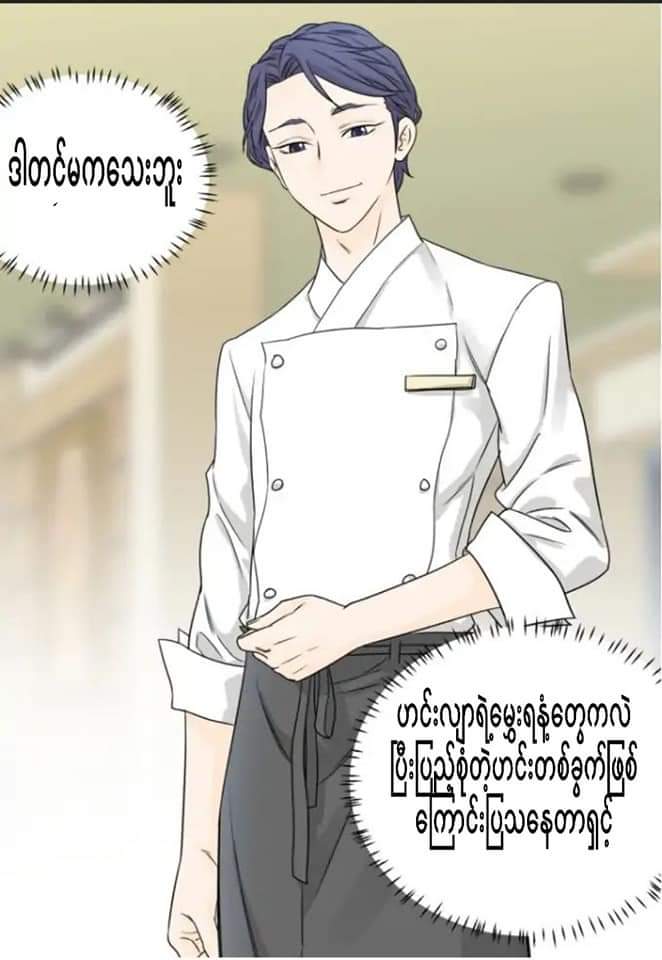 ဒါတင်မကသေးဘူး
ဟင်းလျာရဲ့မွှေးရနံ့တွေကလဲ
ပြီးပြည့်စုံတဲ့ဟင်းတစ်ခွက်ဖြစ်
ကြောင်းပြသနေတာရှင့်